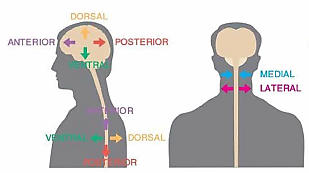 DORSAL
ANTERIOR
POSTERIOR
VENTRAL
ANTERIOR
VENTRAL
DORSAL
POSTERIOR
MEDIAL
LATERAL